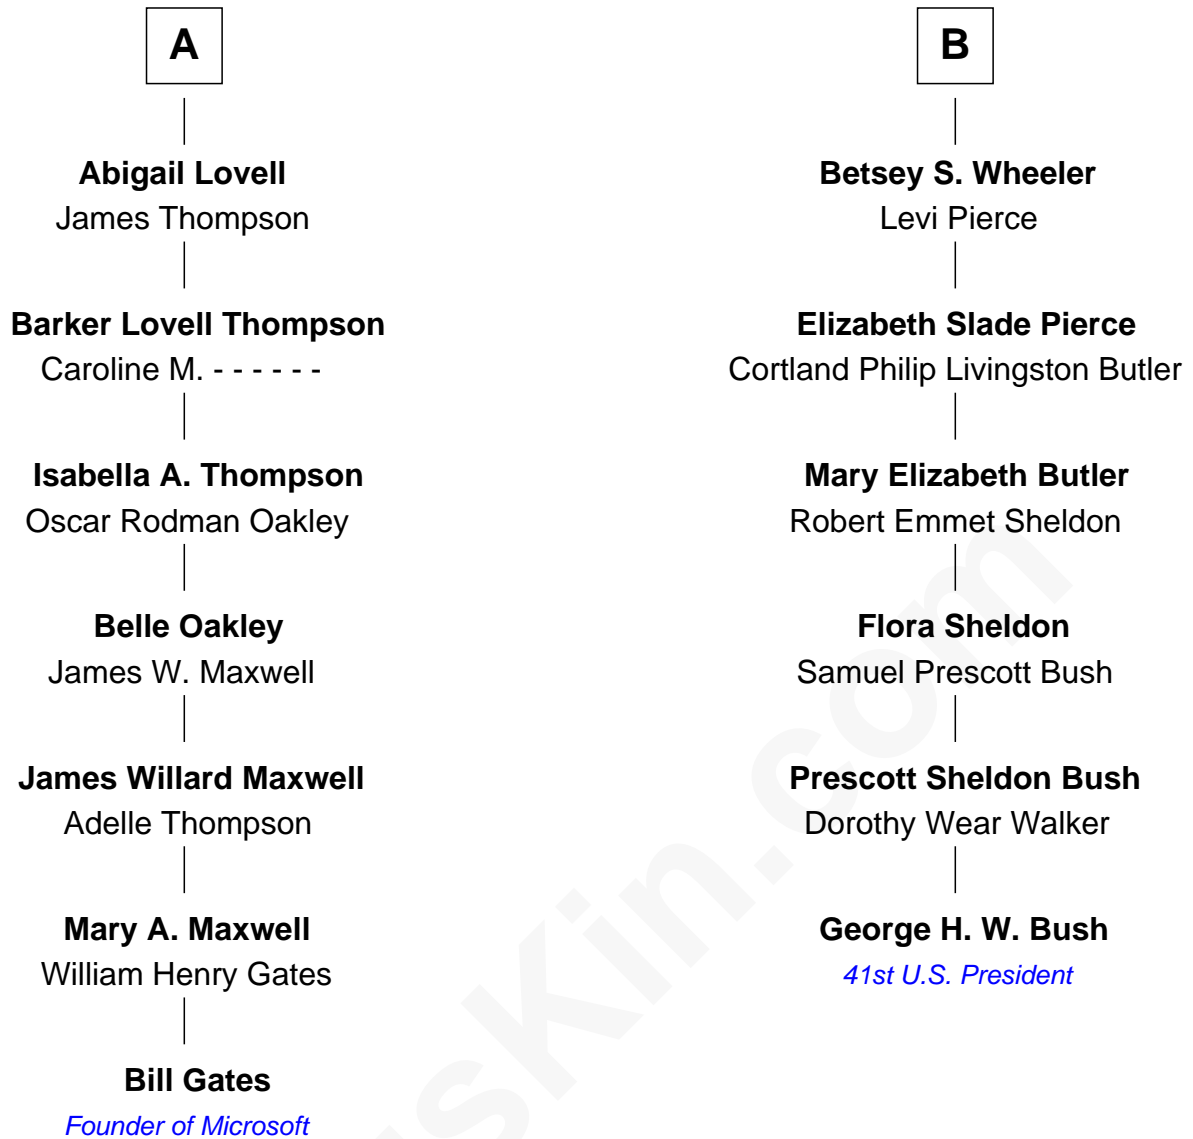 A
Abigail Lovell
James Thompson
Barker Lovell Thompson
Caroline M. - - - - - -
Isabella A. Thompson
Oscar Rodman Oakley
Belle Oakley
James W. Maxwell
James Willard Maxwell
Adelle Thompson
Mary A. Maxwell
William Henry Gates
Bill Gates
Founder of Microsoft
B
Betsey S. Wheeler
Levi Pierce
Elizabeth Slade Pierce
Cortland Philip Livingston Butler
Mary Elizabeth Butler
Robert Emmet Sheldon
Flora Sheldon
Samuel Prescott Bush
Prescott Sheldon Bush
Dorothy Wear Walker
George H. W. Bush
41st U.S. President
usKin.com